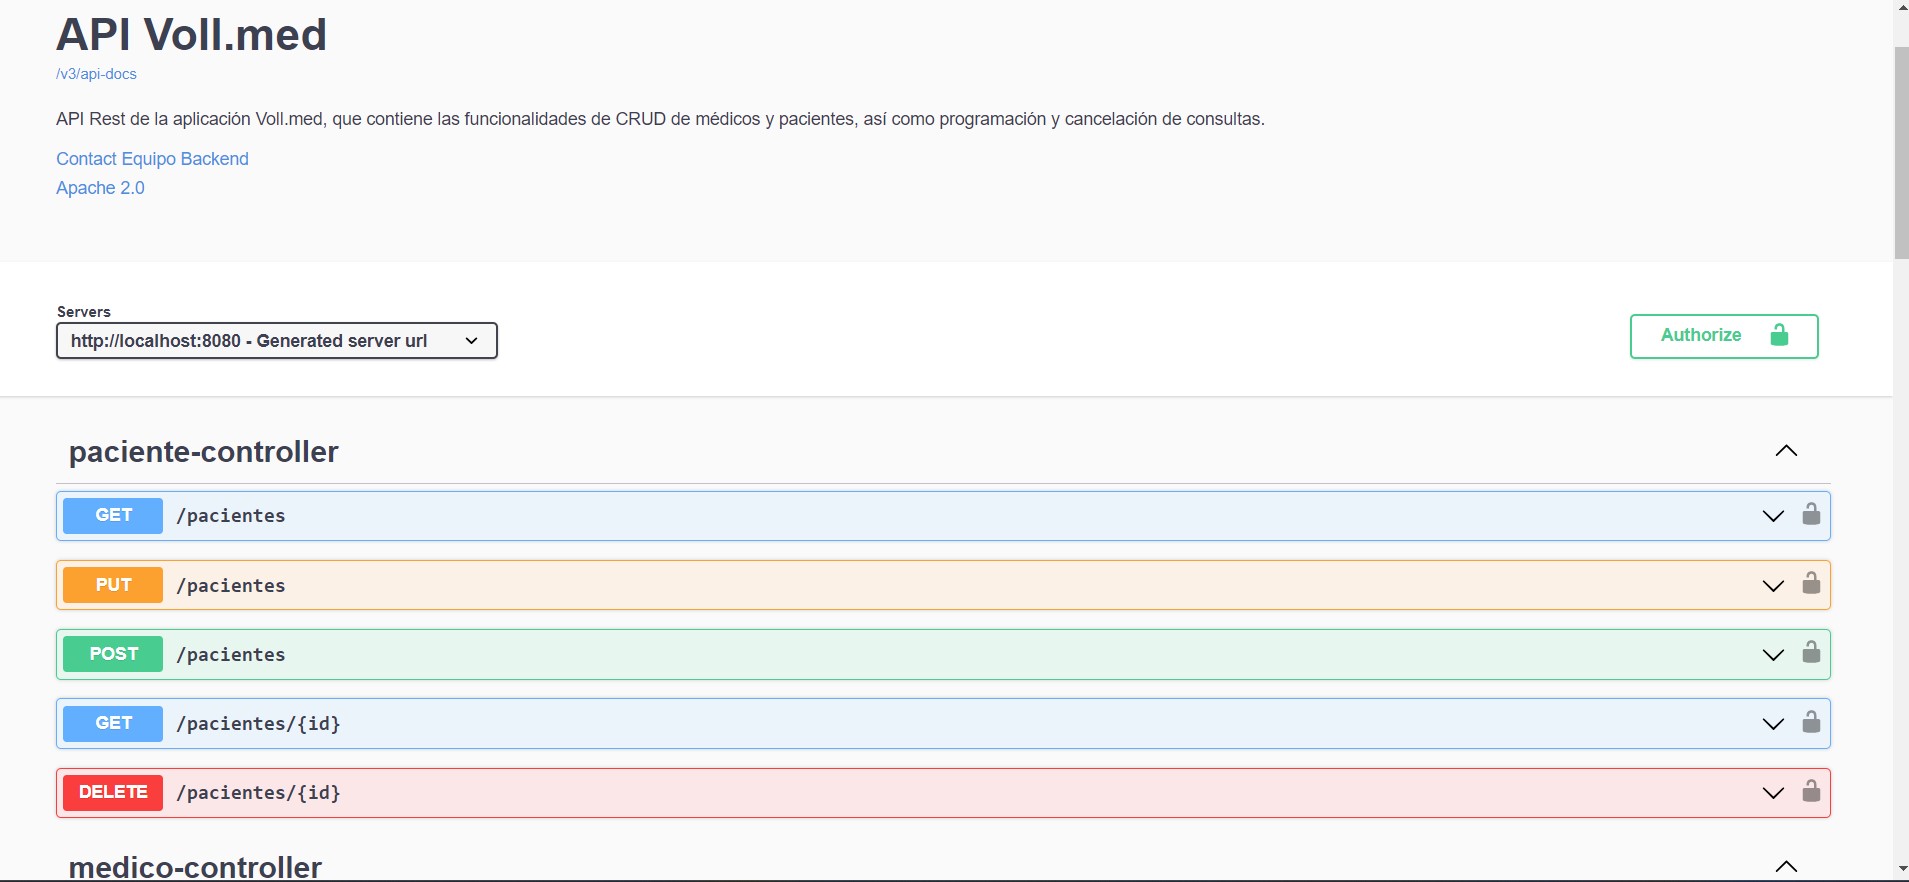 API Voll.med
/v3/api-docs
API Rest de la aplicación Voll.med, que contiene las funcionalidades de CRUD de médicos y pacientes, así como programación y cancelación de consultas.
Contact Equipo Backend
Apache 2.0
Servers
http://localhost:8080 - Generated server url
Authorize
paciente-controller
GET /pacientes
PUT /pacientes
POST /pacientes
GET /pacientes/{id}
DELETE /pacientes/{id}
medico-controller